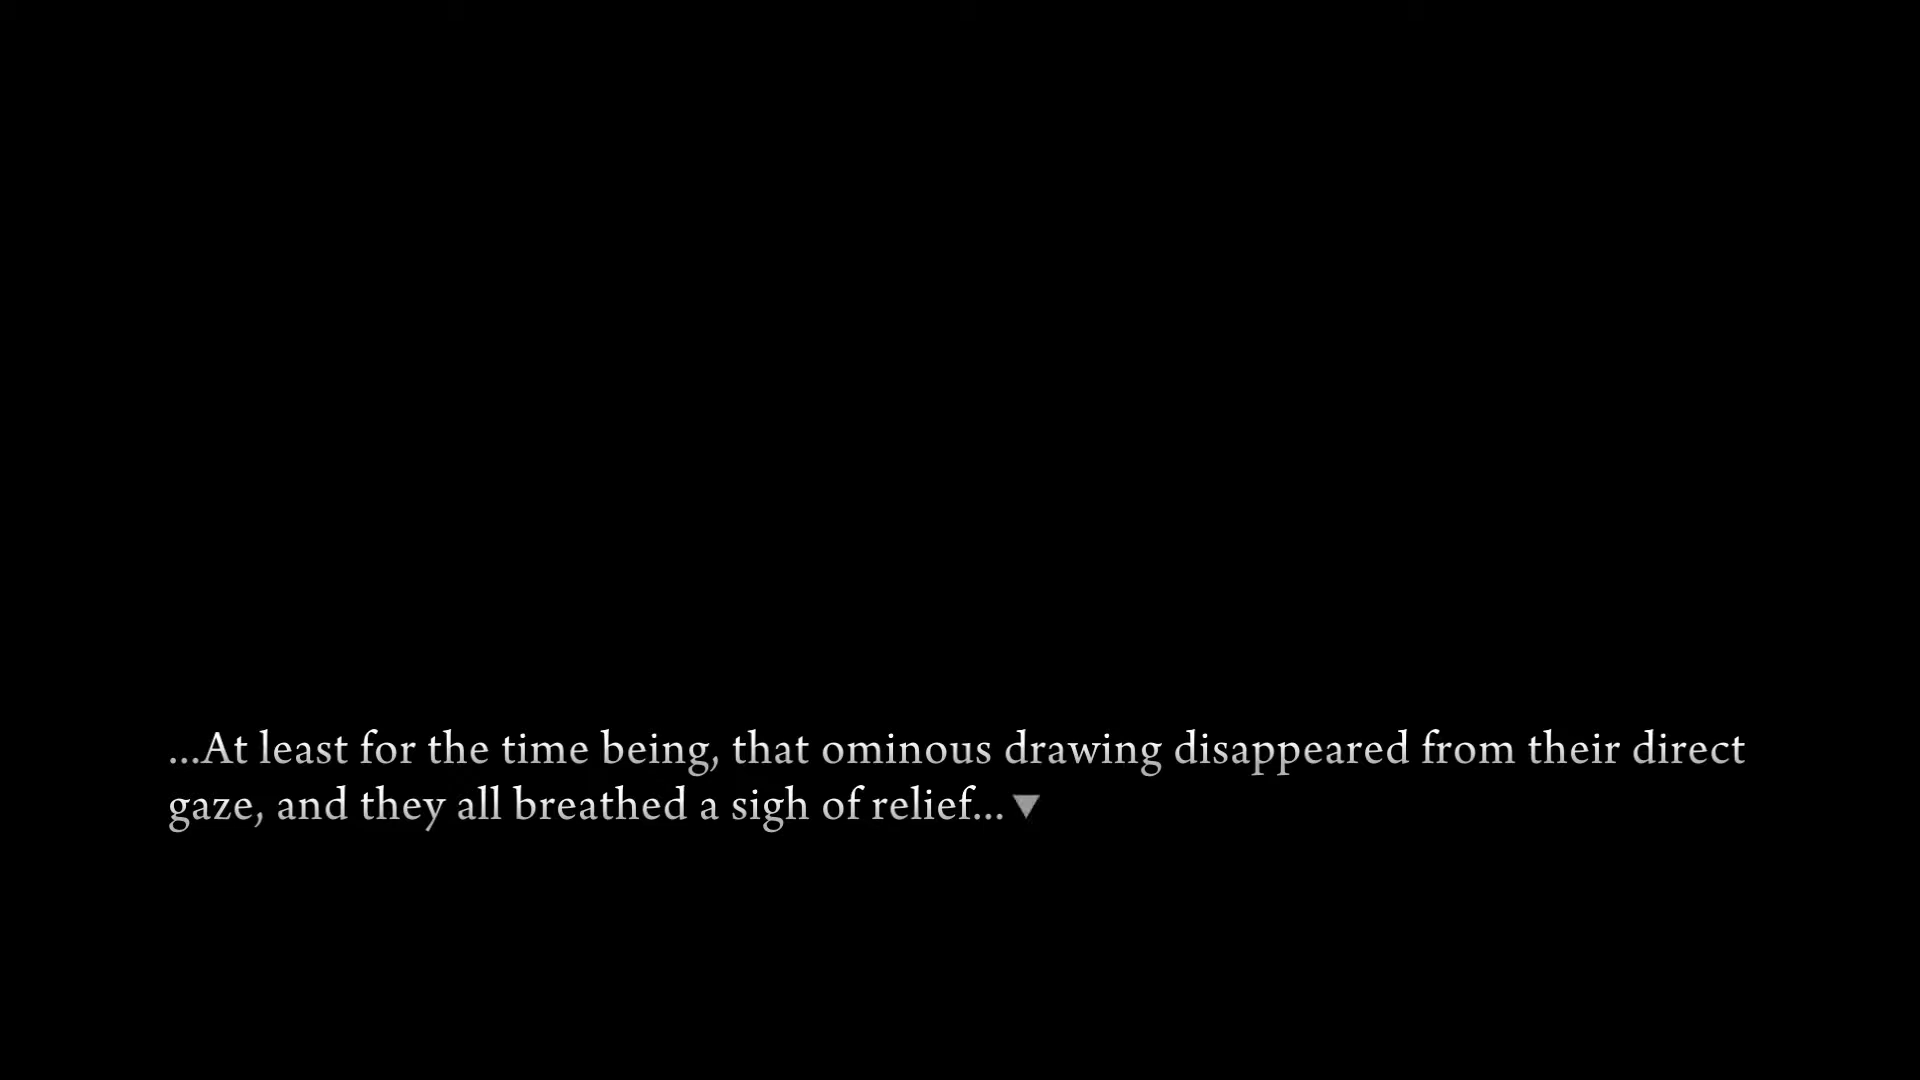 ...At least for the time being, that ominous drawing disappeared from their direct
gaze, and they all breathed a sigh of relief...